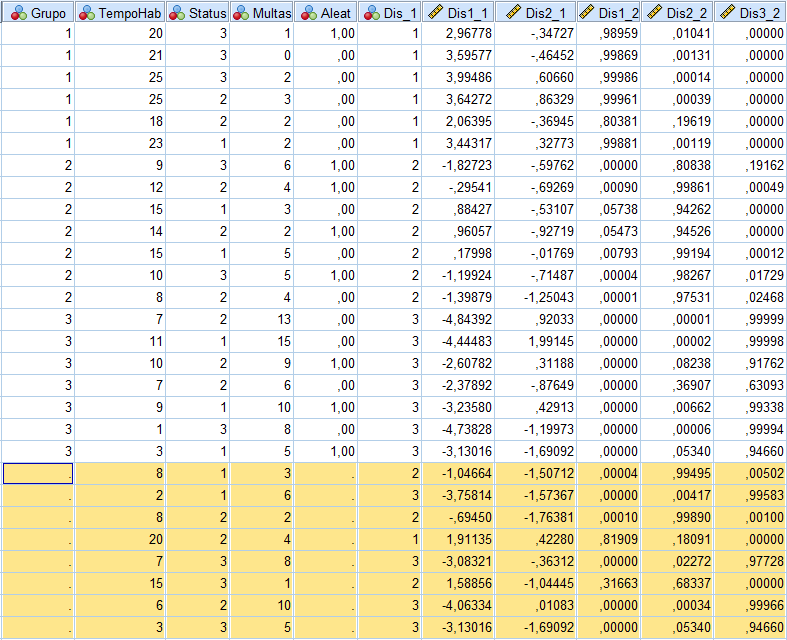 Grupo TempoHab Status Multas Aleat Dis_1 Dis1_1 Dis2_1 Dis1_2 Dis2_2 Dis3_2
1 20 3 1 1,00 1 2,96778 -,34727 ,98959 ,01041 ,00000
1 21 3 0 ,00 1 3,59577 -,46452 ,99869 ,00131 ,00000
1 25 3 2 ,00 1 3,99486 ,60660 ,99986 ,00014 ,00000
1 25 2 3 ,00 1 3,64272 ,86329 ,99961 ,00039 ,00000
1 18 2 2 ,00 1 2,06395 -,36945 ,80381 ,19619 ,00000
1 23 1 2 ,00 1 3,44317 ,32773 ,99881 ,00119 ,00000
2 9 3 6 1,00 2 -1,82723 -,59762 ,00000 ,80838 ,19162
2 12 2 4 1,00 2 -,29541 -,69269 ,00090 ,99861 ,00049
2 15 1 3 ,00 2 ,88427 -,53107 ,05738 ,94262 ,00000
2 14 2 2 1,00 2 ,96057 -,92719 ,05473 ,94526 ,00000
2 15 1 5 ,00 2 ,17998 -,01769 ,00793 ,99194 ,00012
2 10 3 5 1,00 2 -1,19924 -,71487 ,00004 ,98267 ,01729
2 8 2 4 ,00 2 -1,39879 -1,25043 ,00001 ,97531 ,02468
3 7 2 13 ,00 3 -4,84392 ,92033 ,00000 ,00001 ,99999
3 11 1 15 ,00 3 -4,44483 1,99145 ,00000 ,00002 ,99998
3 10 2 9 1,00 3 -2,60782 ,31188 ,00000 ,08238 ,91762
3 7 2 6 ,00 3 -2,37892 -,87649 ,00000 ,36907 ,63093
3 9 1 10 1,00 3 -3,23580 ,42913 ,00000 ,00662 ,99338
3 1 3 8 ,00 3 -4,73828 -1,19973 ,00000 ,00006 ,99994
3 3 1 5 1,00 3 -3,13016 -1,69092 ,00000 ,05340 ,94660
. 8 1 3 . 2 -1,04664 -1,50712 ,00004 ,99495 ,00502
. 2 1 6 . 3 -3,75814 -1,57367 ,00000 ,00417 ,99583
. 8 2 2 . 2 -,69450 -1,76381 ,00010 ,99890 ,00100
. 20 2 4 . 1 1,91135 ,42280 ,81909 ,18091 ,00000
. 7 3 8 . 3 -3,08321 -,36312 ,00000 ,02272 ,97728
. 15 3 1 . 2 1,58856 -1,04445 ,31663 ,68337 ,00000
. 6 2 10 . 3 -4,06334 ,01083 ,00000 ,00034 ,99966
. 3 3 5 . 3 -3,13016 -1,69092 ,00000 ,05340 ,94660